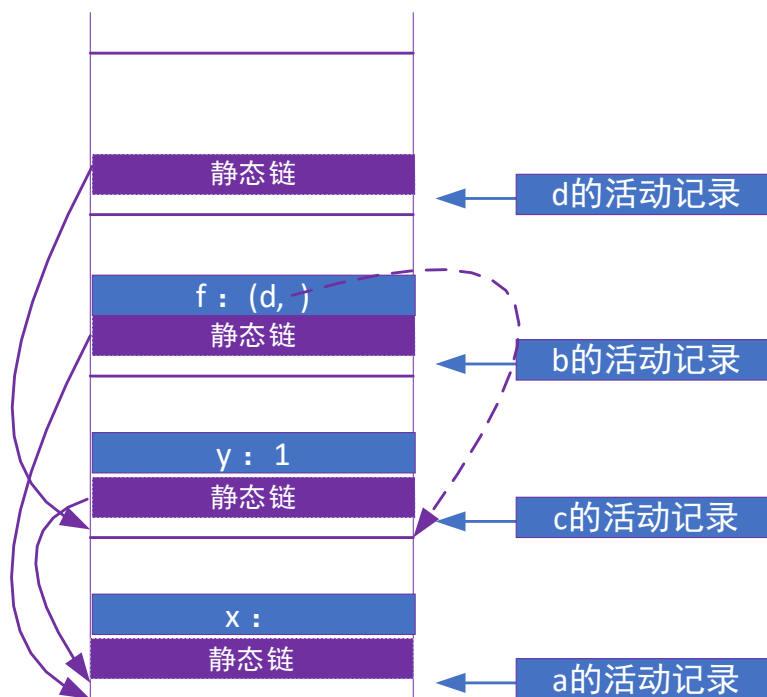 静态链
d的活动记录
f： (d, )
静态链
b的活动记录
y：1
静态链
c的活动记录
x：
静态链
a的活动记录